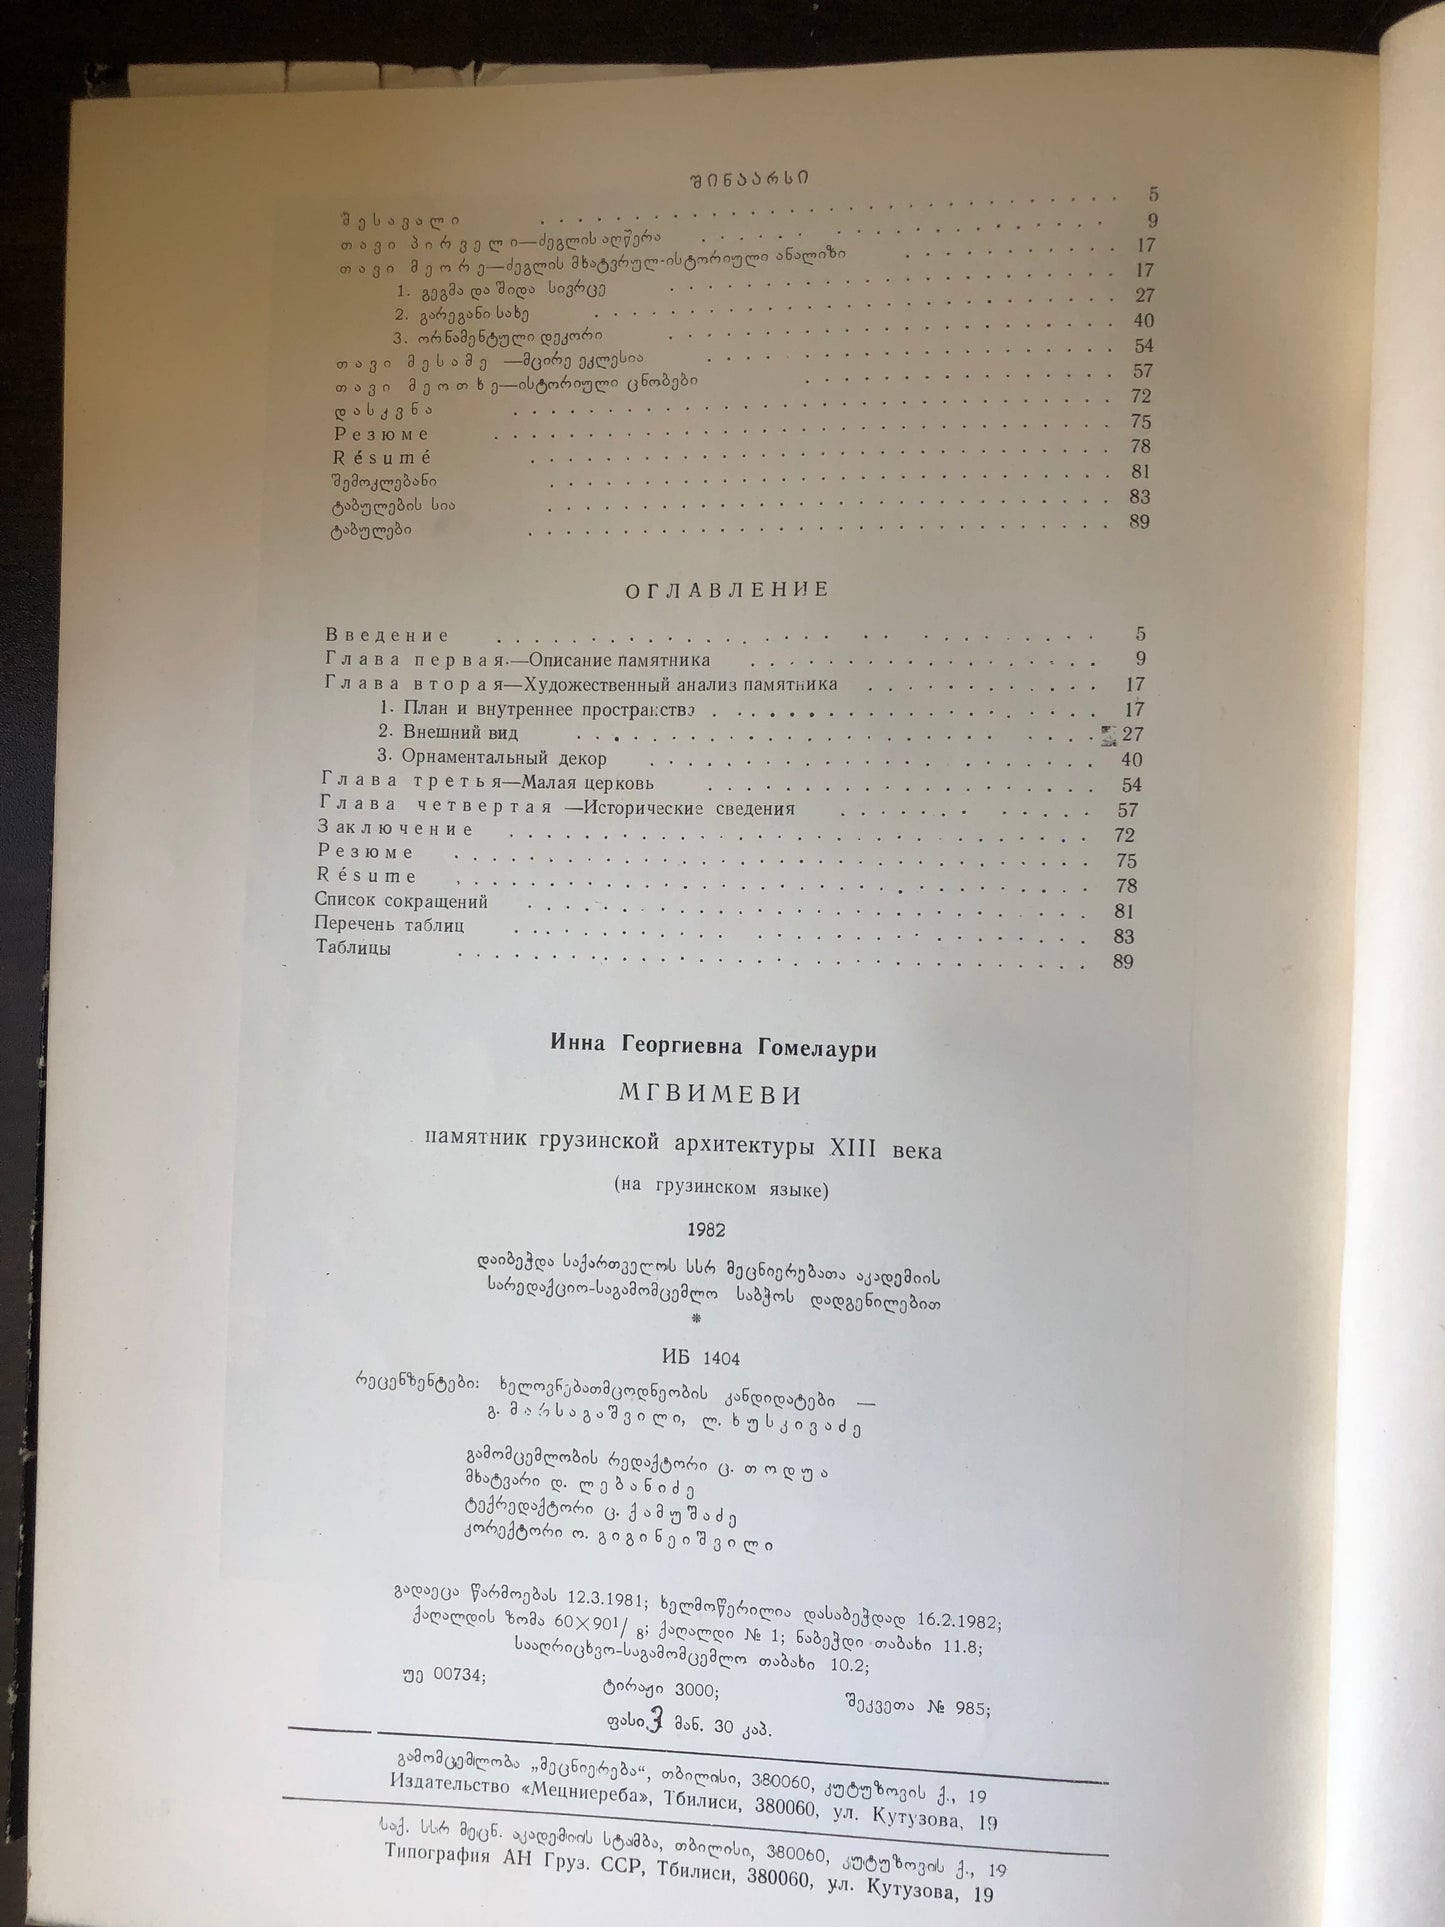 შინაარსი
შესავალი . . . . . . . . . . 5
თავი პირველი—ძეგლის აღწერა . . . . . . . . . . 9
თავი მეორე—ძეგლის მხატვრულ-ისტორიული ანალიზი . . . . . . . . . . 17
1. გეგმა და შიდა სივრცე . . . . . . . . . . 17
2. გარეგანი სახე . . . . . . . . . . 27
3. ორნამენტული დეკორი . . . . . . . . . . 40
თავი მესამე —მცირე ეკლესია . . . . . . . . . . 54
თავი მეოთხე—ისტორიული ცნობები . . . . . . . . . . 57
დასკვნა . . . . . . . . . . 72
Резюме . . . . . . . . . . 75
Résumé . . . . . . . . . . 78
შემოკლებანი . . . . . . . . . . 81
ტაბულების სია . . . . . . . . . . 83
ტაბულები . . . . . . . . . . 89
ОГЛАВЛЕНИЕ
Введение . . . . . . . . . . 5
Глава первая.—Описание памятника . . . . . . . . . . 9
Глава вторая—Художественный анализ памятника . . . . . . . . . . 17
1. План и внутреннее пространство . . . . . . . . . . 17
2. Внешний вид . . . . . . . . . . 27
3. Орнаментальный декор . . . . . . . . . . 40
Глава третья—Малая церковь . . . . . . . . . . 54
Глава четвертая —Исторические сведения . . . . . . . . . . 57
Заключение . . . . . . . . . . 72
Резюме . . . . . . . . . . 75
Résume . . . . . . . . . . 78
Список сокращений . . . . . . . . . . 81
Перечень таблиц . . . . . . . . . . 83
Таблицы . . . . . . . . . . 89
Инна Георгиевна Гомелаури
МГВИМЕВИ
памятник грузинской архитектуры XIII века
(на грузинском языке)
1982
დაიბეჭდა საქართველოს სსრ მეცნიერებათა აკადემიის
სარედაქციო-საგამომცემლო საბჭოს დადგენილებით
*
ИБ 1404
რეცენზენტები: ხელოვნებათმცოდნეობის კანდიდატები —
გ. მარსაგაშვილი, ლ. ხუსკივაძე
გამომცემლობის რედაქტორი ც. თოდუა
მხატვარი დ. ლებანიძე
ტექრედაქტორი ც. ქამუშაძე
კორექტორი ო. გიგინეიშვილი
გადაეცა წარმოებას 12.3.1981; ხელმოწერილია დასაბეჭდად 16.2.1982;
ქაღალდის ზომა 60×90¹/₈; ქაღალდი № 1; ნაბეჭდი თაბახი 11.8;
სააღრიცხვო-საგამომცემლო თაბახი 10.2;
უე 00734; ტირაჟი 3000; შეკვეთა № 985;
ფასი 3 მან. 30 კაპ.
გამომცემლობა „მეცნიერება“, თბილისი, 380060, კუტუზოვის ქ., 19
Издательство «Мецниереба», Тбилиси, 380060, ул. Кутузова, 19
საქ. სსრ მეცნ. აკადემიის სტამბა, თბილისი, 380060, კუტუზოვის ქ., 19
Типография АН Груз. ССР, Тбилиси, 380060, ул. Кутузова, 19